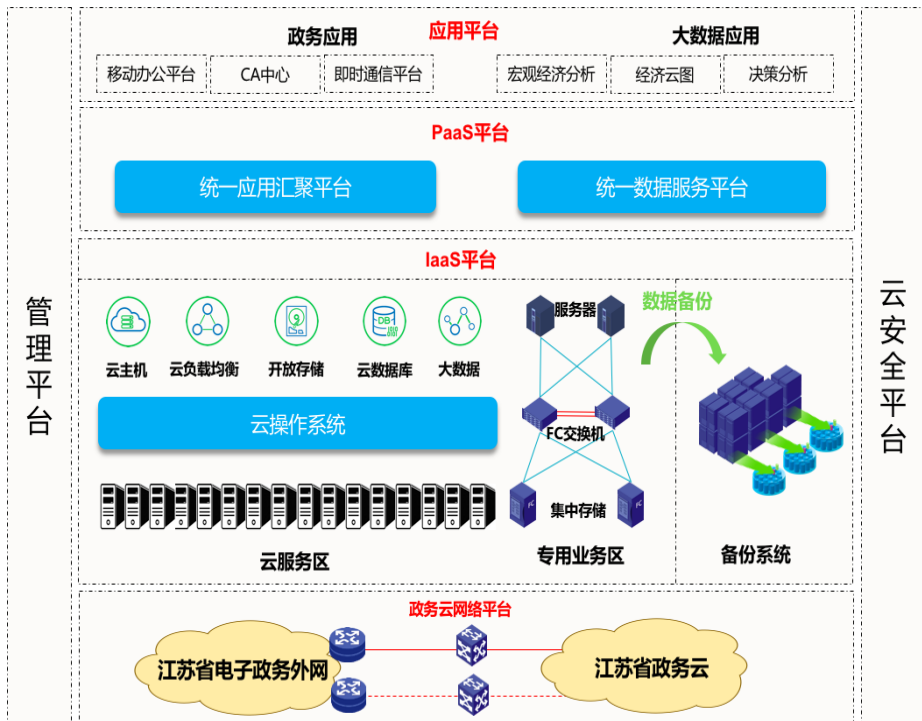 管理平台
应用平台
政务应用
大数据应用
移动办公平台
CA中心
即时通信平台
宏观经济分析
经济云图
决策分析
PaaS平台
统一应用汇聚平台
统一数据服务平台
IaaS平台
云主机
云负载均衡
开放存储
DB
云数据库
大数据
云操作系统
云服务区
服务器
FC交换机
FC
集中存储
FC
专用业务区
数据备份
备份系统
政务云网络平台
江苏省电子政务外网
江苏省政务云
云安全平台